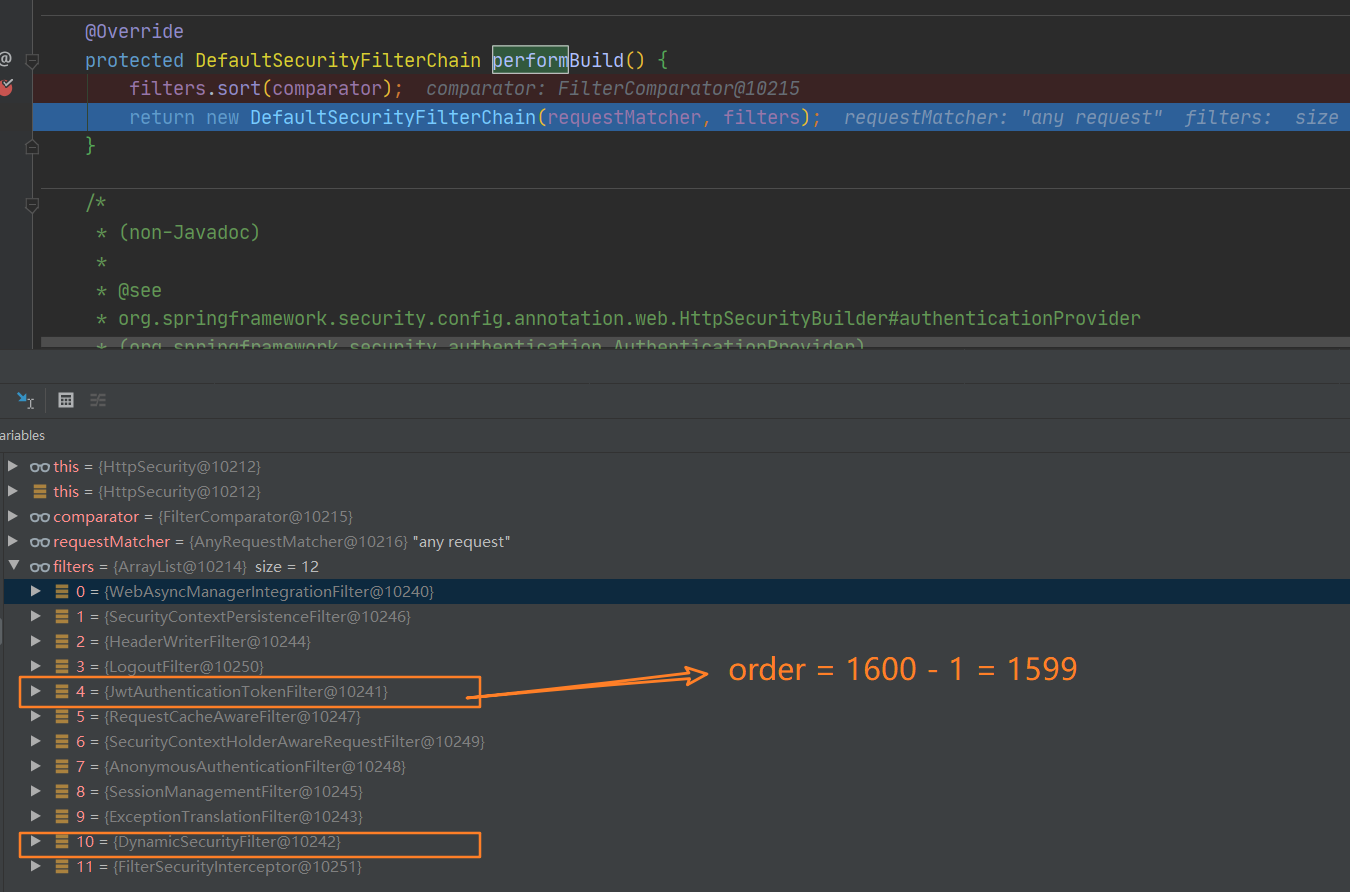 @Override
@ protected DefaultSecurityFilterChain performBuild() {
filters.sort(comparator); comparator: FilterComparator@10215
return new DefaultSecurityFilterChain(requestMatcher, filters); requestMatcher: "any request" filters: size
}
/*
* (non-Javadoc)
*
* @see
* org.springframework.security.config.annotation.web.HttpSecurityBuilder#authenticationProvider
* (org.springframework.security.authentication.AuthenticationProvider)
ariables
this = {HttpSecurity@10212}
this = {HttpSecurity@10212}
comparator = {FilterComparator@10215}
requestMatcher = {AnyRequestMatcher@10216} "any request"
filters = {ArrayList@10214} size = 12
0 = {WebAsyncManagerIntegrationFilter@10240}
1 = {SecurityContextPersistenceFilter@10246}
2 = {HeaderWriterFilter@10244}
3 = {LogoutFilter@10250}
4 = {JwtAuthenticationTokenFilter@10241}
order = 1600 - 1 = 1599
5 = {RequestCacheAwareFilter@10247}
6 = {SecurityContextHolderAwareRequestFilter@10249}
7 = {AnonymousAuthenticationFilter@10248}
8 = {SessionManagementFilter@10245}
9 = {ExceptionTranslationFilter@10243}
10 = {DynamicSecurityFilter@10242}
11 = {FilterSecurityInterceptor@10251}